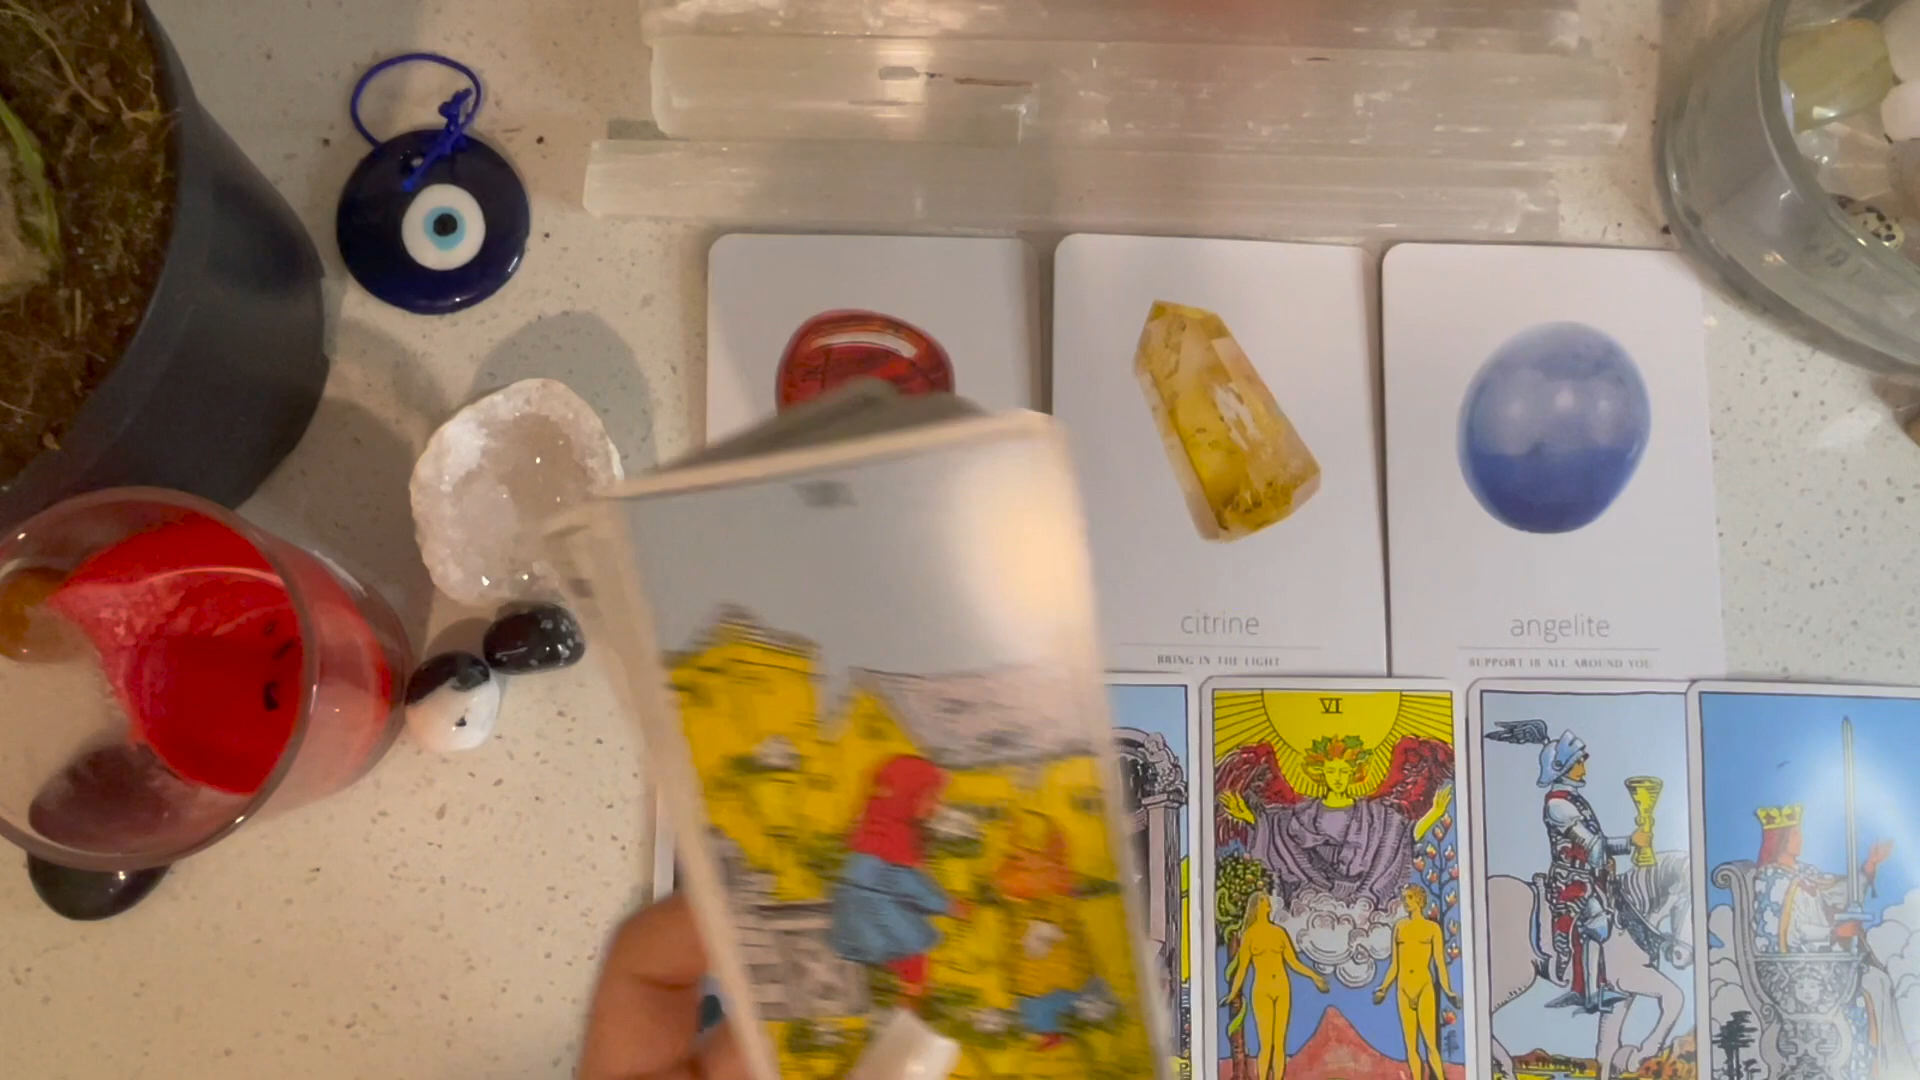 citrine
BRING IN THE LIGHT
angelite
SUPPORT IS ALL AROUND YOU
VI